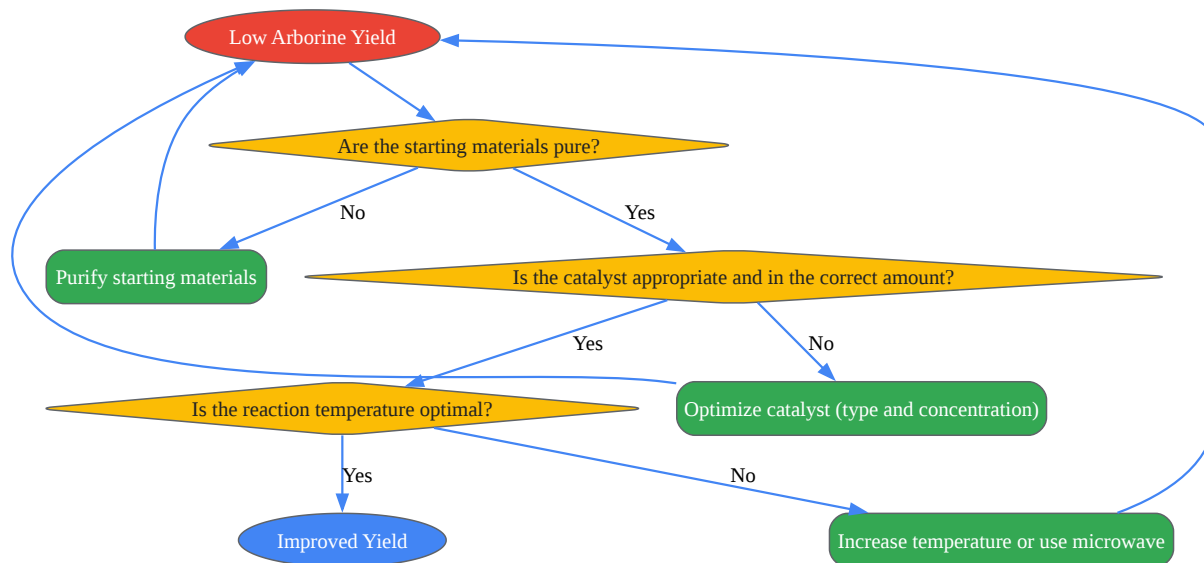 Low Arborine Yield
Are the starting materials pure?
No
Yes
Purify starting materials
Is the catalyst appropriate and in the correct amount?
Yes
No
Is the reaction temperature optimal?
Optimize catalyst (type and concentration)
Yes
No
Improved Yield
Increase temperature or use microwave